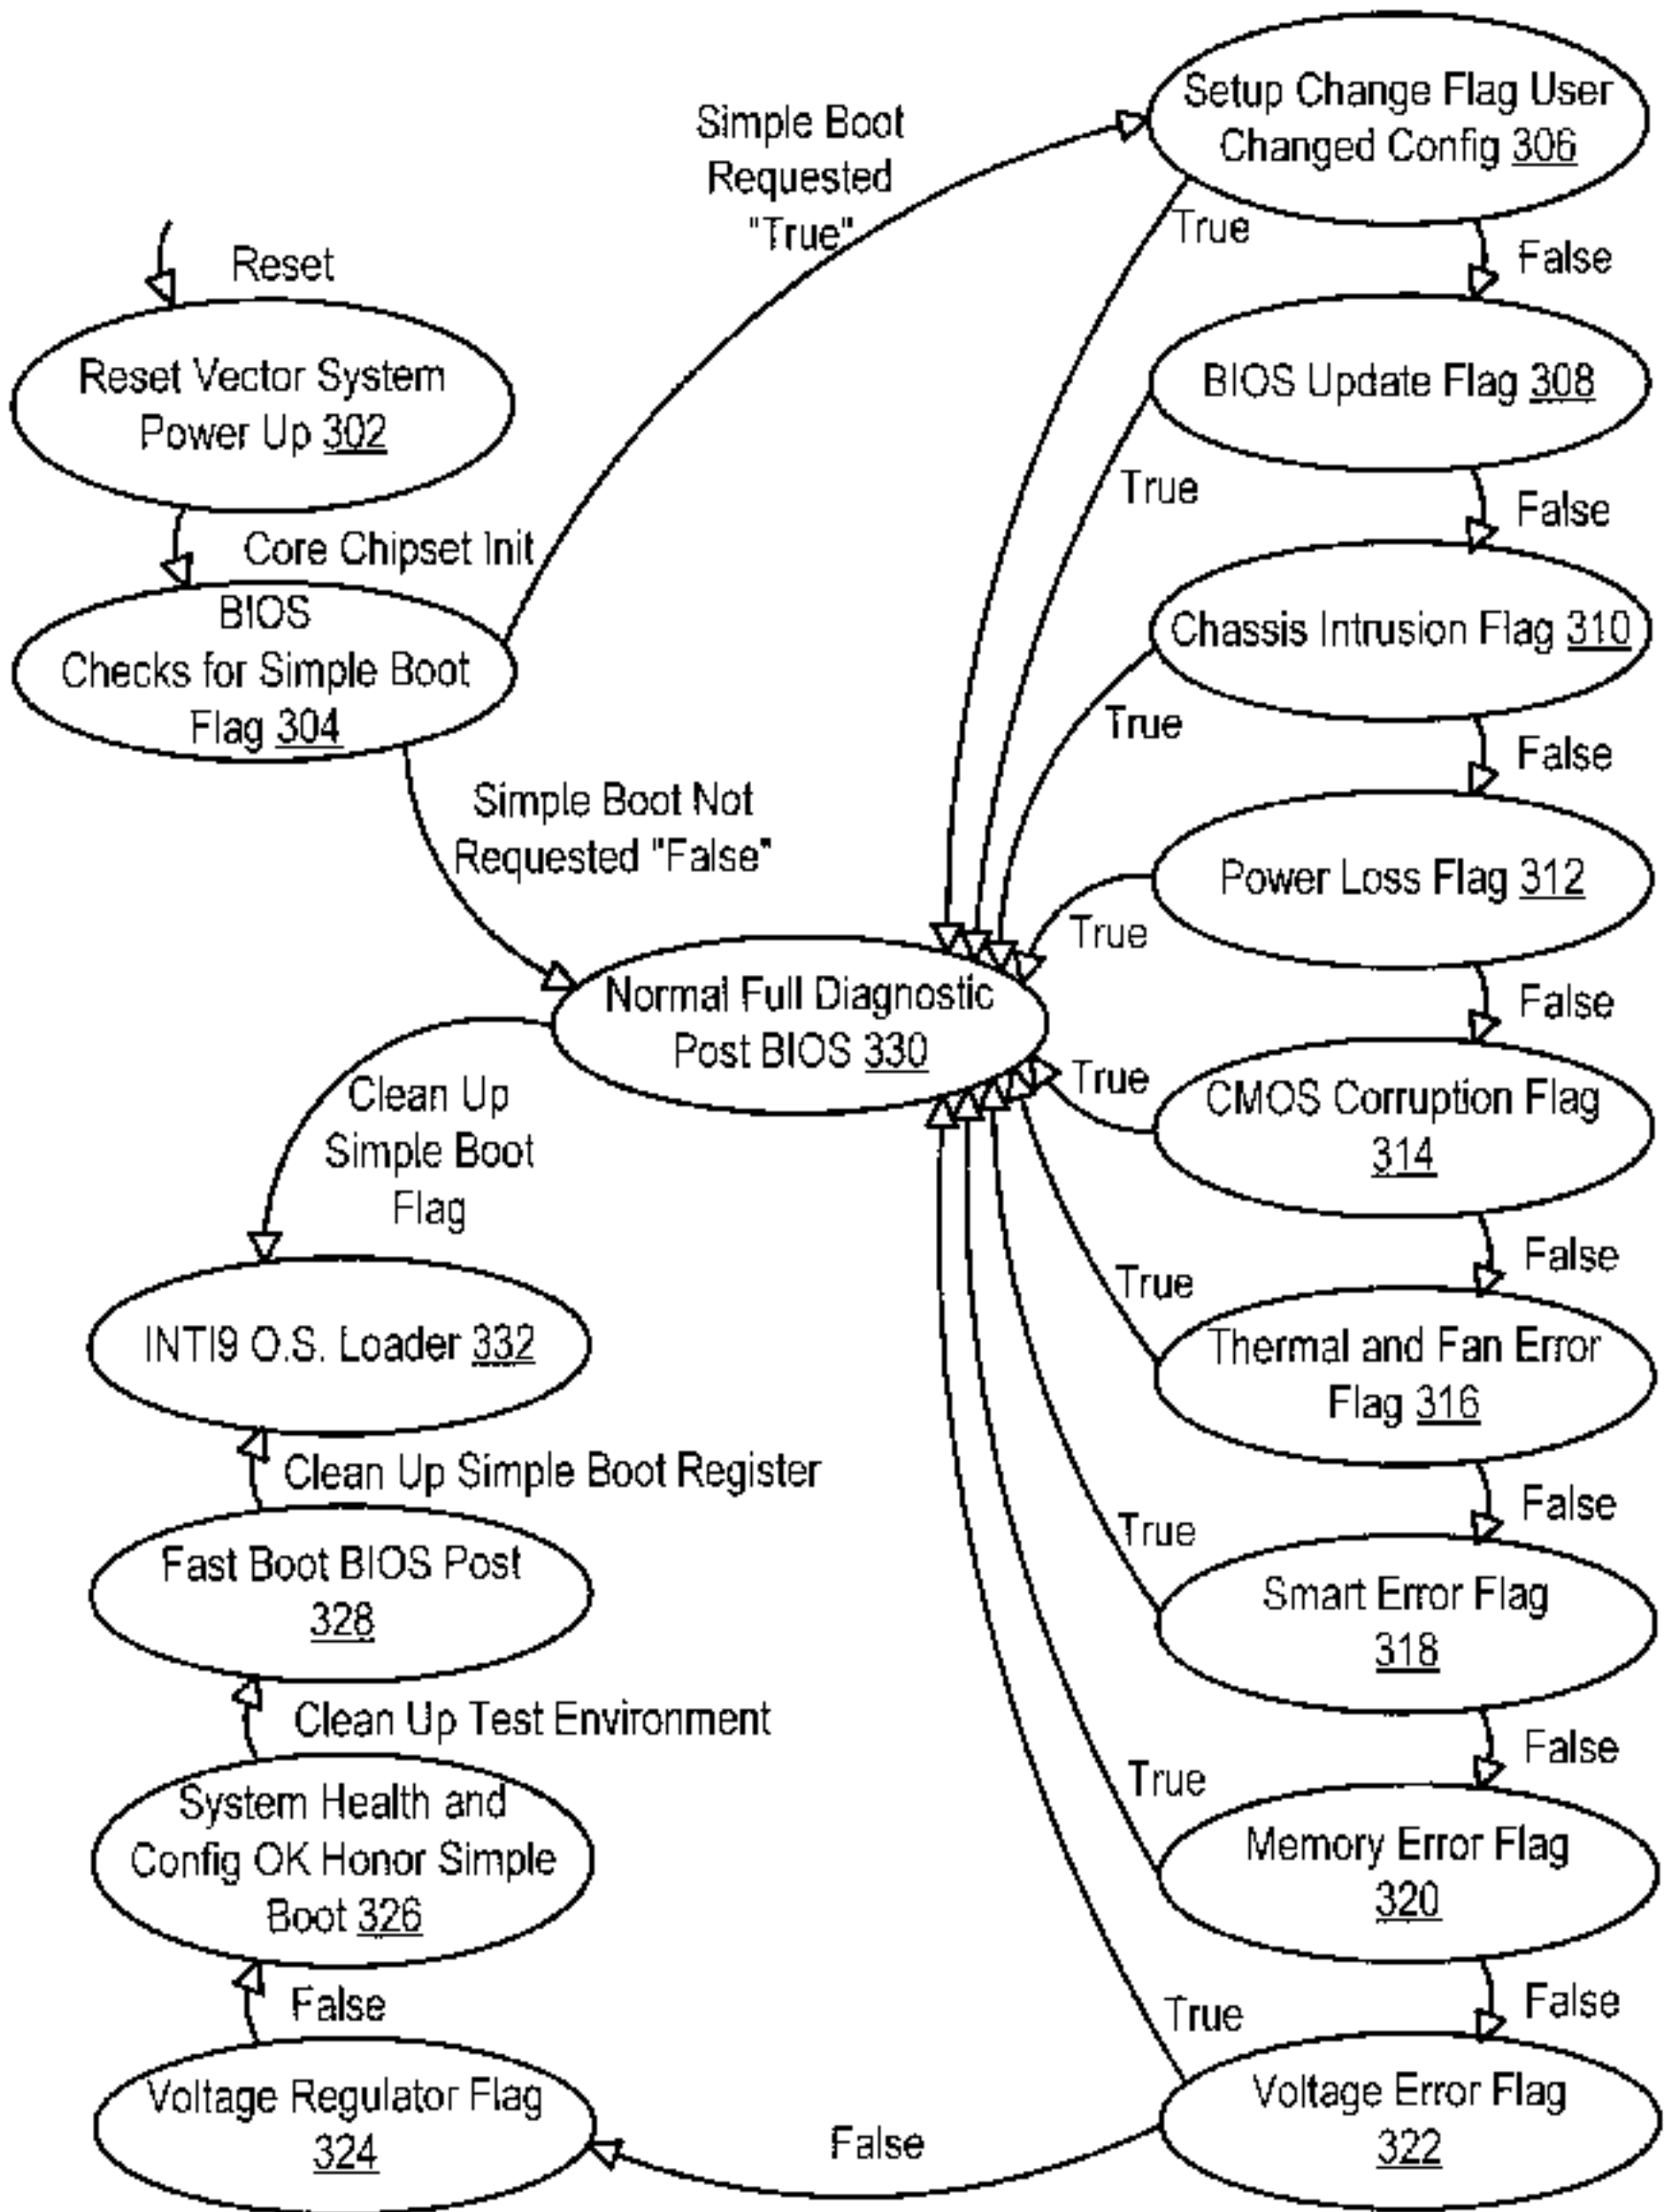 Reset
Reset Vector System
Power Up 302
Core Chipset Init
BIOS
Checks for Simple Boot
Flag 304
Simple Boot
Requested
"True"
Simple Boot Not
Requested "False"
Setup Change Flag User
Changed Config 306
True
False
BIOS Update Flag 308
True
False
Chassis Intrusion Flag 310
True
False
Power Loss Flag 312
True
False
CMOS Corruption Flag
314
True
False
Thermal and Fan Error
Flag 316
True
False
Smart Error Flag
318
True
False
Memory Error Flag
320
True
False
Voltage Error Flag
322
True
False
Voltage Regulator Flag
324
False
System Health and
Config OK Honor Simple
Boot 326
Clean Up Test Environment
Fast Boot BIOS Post
328
Clean Up Simple Boot Register
INTI9 O.S. Loader 332
Clean Up
Simple Boot
Flag
Normal Full Diagnostic
Post BIOS 330